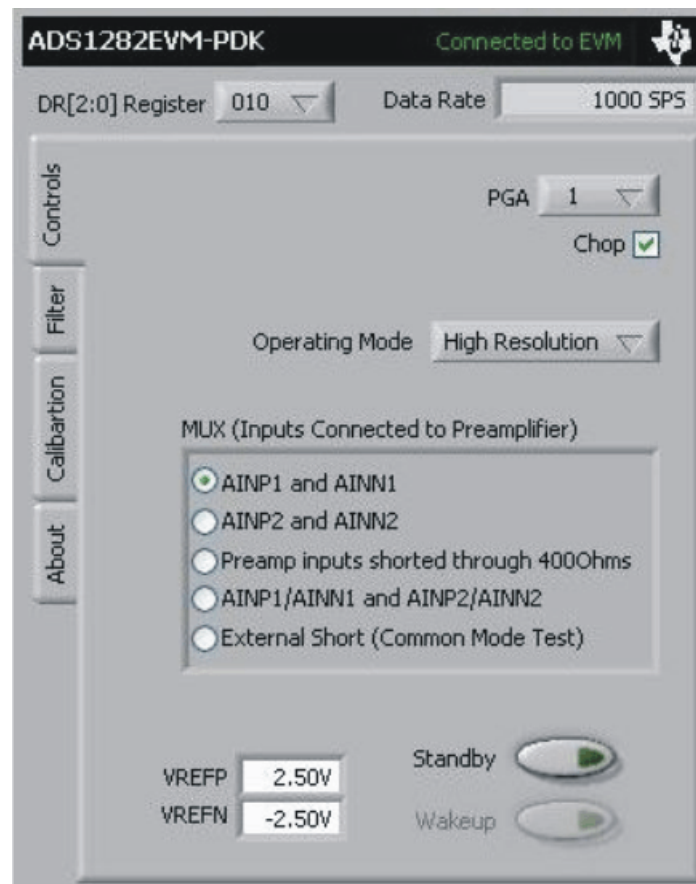 ADS1282EVM-PDK Connected to EVM
DR[2:0] Register 010 Data Rate 1000 SPS
Controls
Filter
Calibartion
About
PGA 1
Chop
Operating Mode High Resolution
MUX (Inputs Connected to Preamplifier)
AINP1 and AINN1
AINP2 and AINN2
Preamp inputs shorted through 400Ohms
AINP1/AINN1 and AINP2/AINN2
External Short (Common Mode Test)
VREFP 2.50V
VREFN -2.50V
Standby
Wakeup